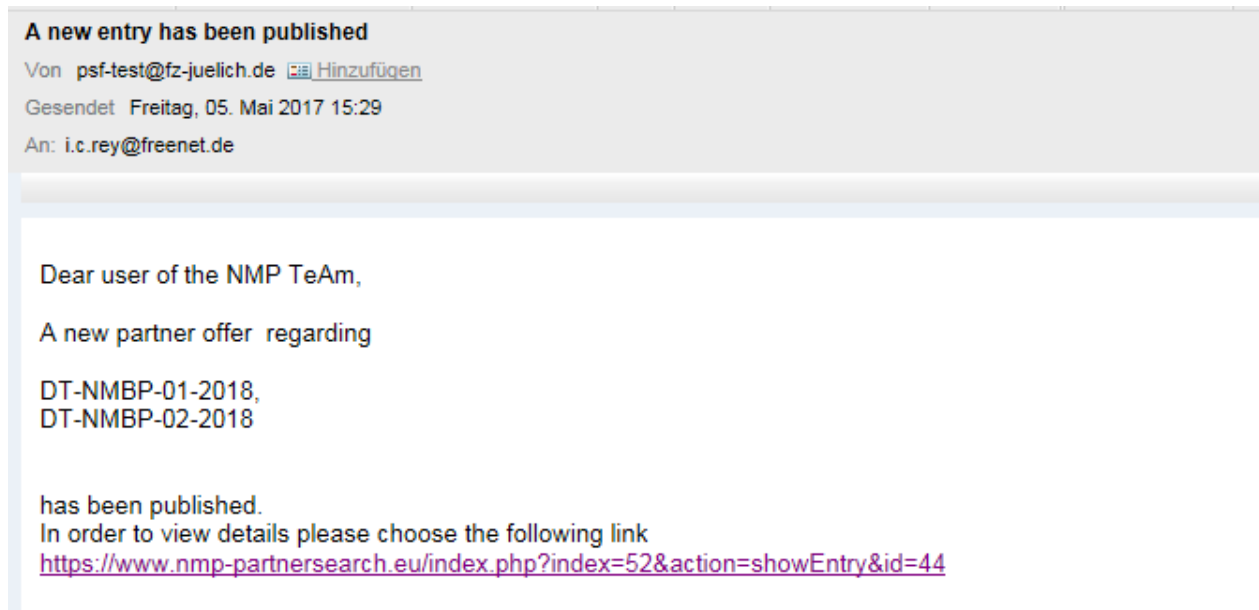 A new entry has been published
Von psf-test@fz-juelich.de Hinzufügen
Gesendet Freitag, 05. Mai 2017 15:29
An: i.c.rey@freenet.de
Dear user of the NMP TeAm,
A new partner offer regarding
DT-NMBP-01-2018,
DT-NMBP-02-2018
has been published.
In order to view details please choose the following link
https://www.nmp-partnersearch.eu/index.php?index=52&action=showEntry&id=44